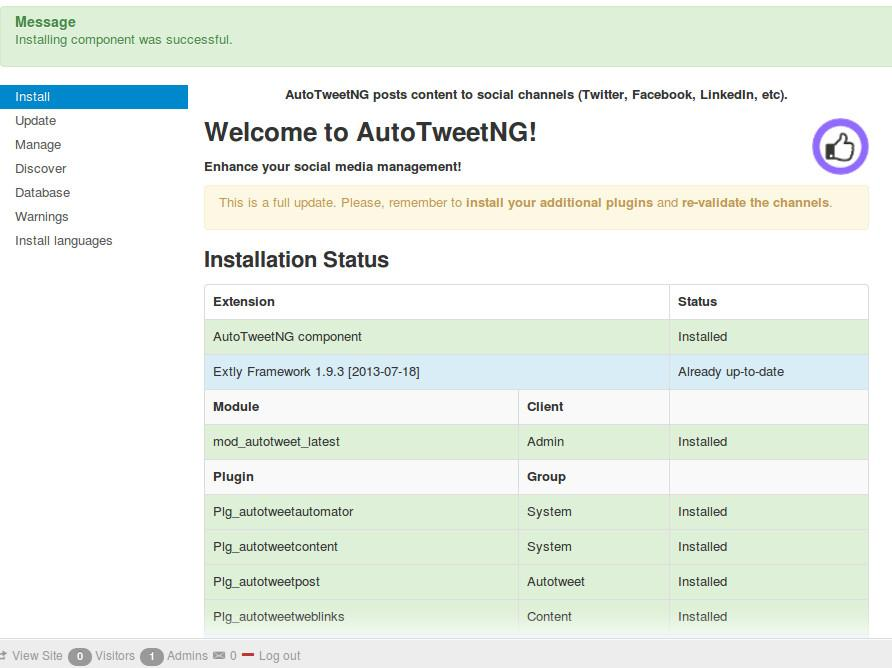 Message
Installing component was successful.
Install
Update
Manage
Discover
Database
Warnings
Install languages
AutoTweetNG posts content to social channels (Twitter, Facebook, LinkedIn, etc).
Welcome to AutoTweetNG!
Enhance your social media management!
This is a full update. Please, remember to install your additional plugins and re-validate the channels.
Installation Status
Extension Status
AutoTweetNG component Installed
Extly Framework 1.9.3 [2013-07-18] Already up-to-date
Module Client
mod_autotweet_latest Admin Installed
Plugin Group
Plg_autotweetautomator System Installed
Plg_autotweetcontent System Installed
Plg_autotweetpost Autotweet Installed
Plg_autotweetweblinks Content Installed
View Site 0 Visitors 1 Admins 0 Log out